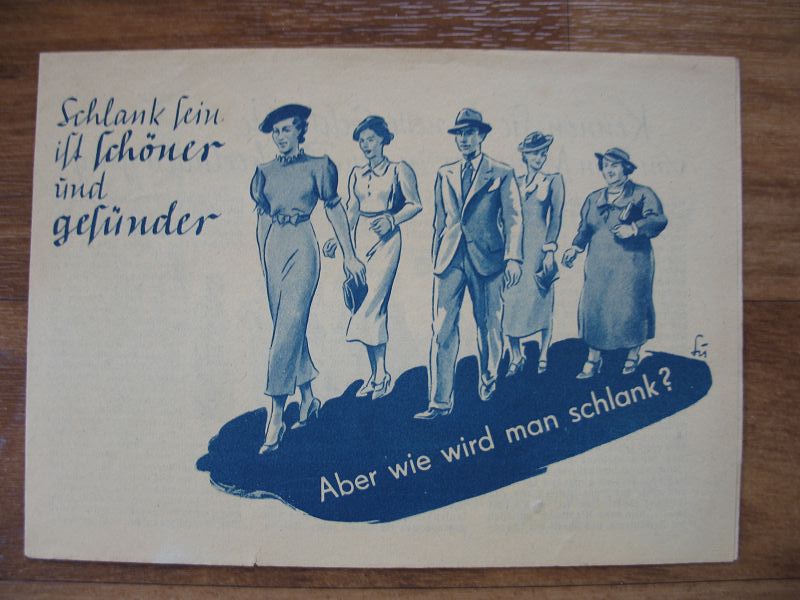 Schlank sein
ist schöner
und
gesünder
Aber wie wird man schlank?